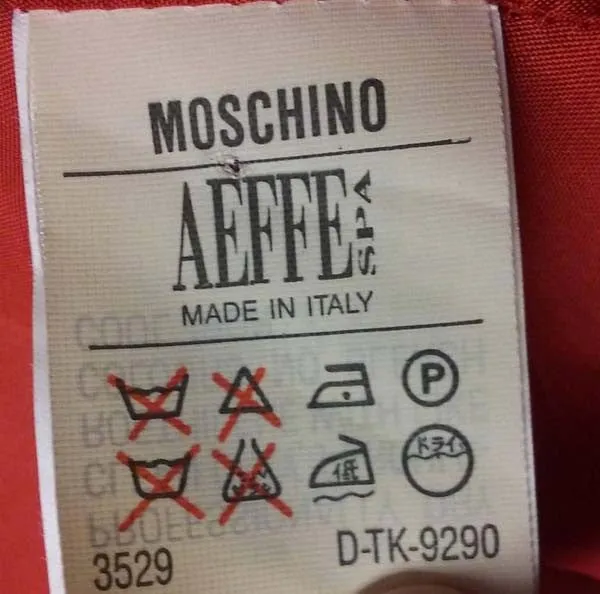 MOSCHINO
AEFFE SPA
MADE IN ITALY
P
低 ドライ
3529 D-TK-9290